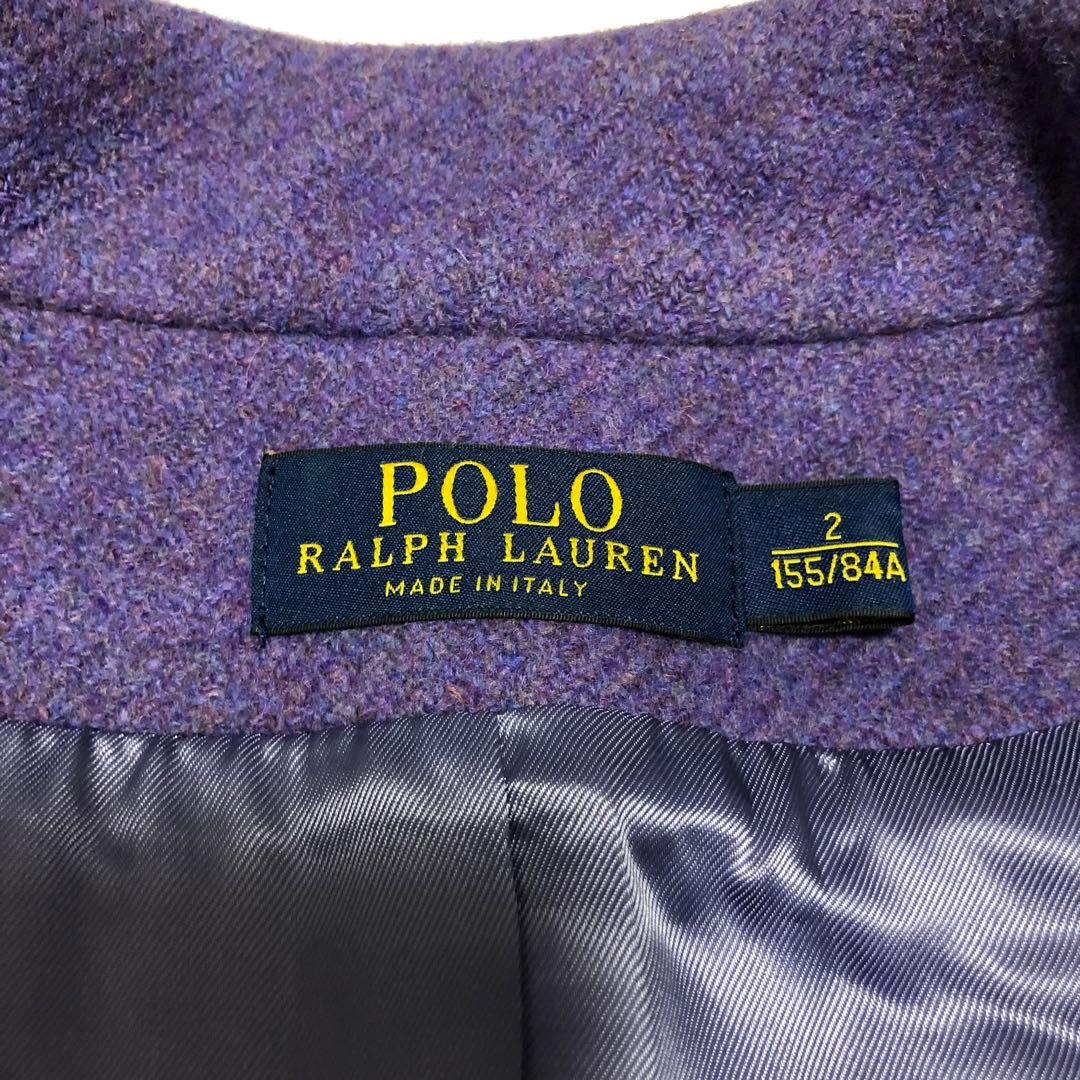 POLO
RALPH LAUREN
MADE IN ITALY
2
155/84A